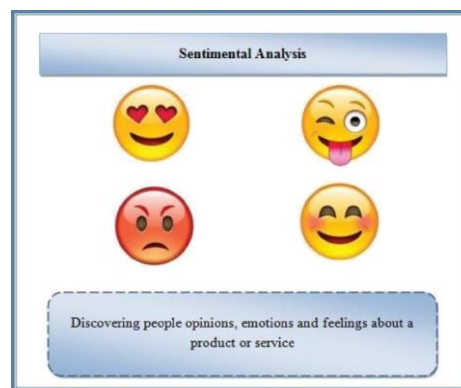 Sentimental Analysis
Discovering people opinions, emotions and feelings about a
product or service